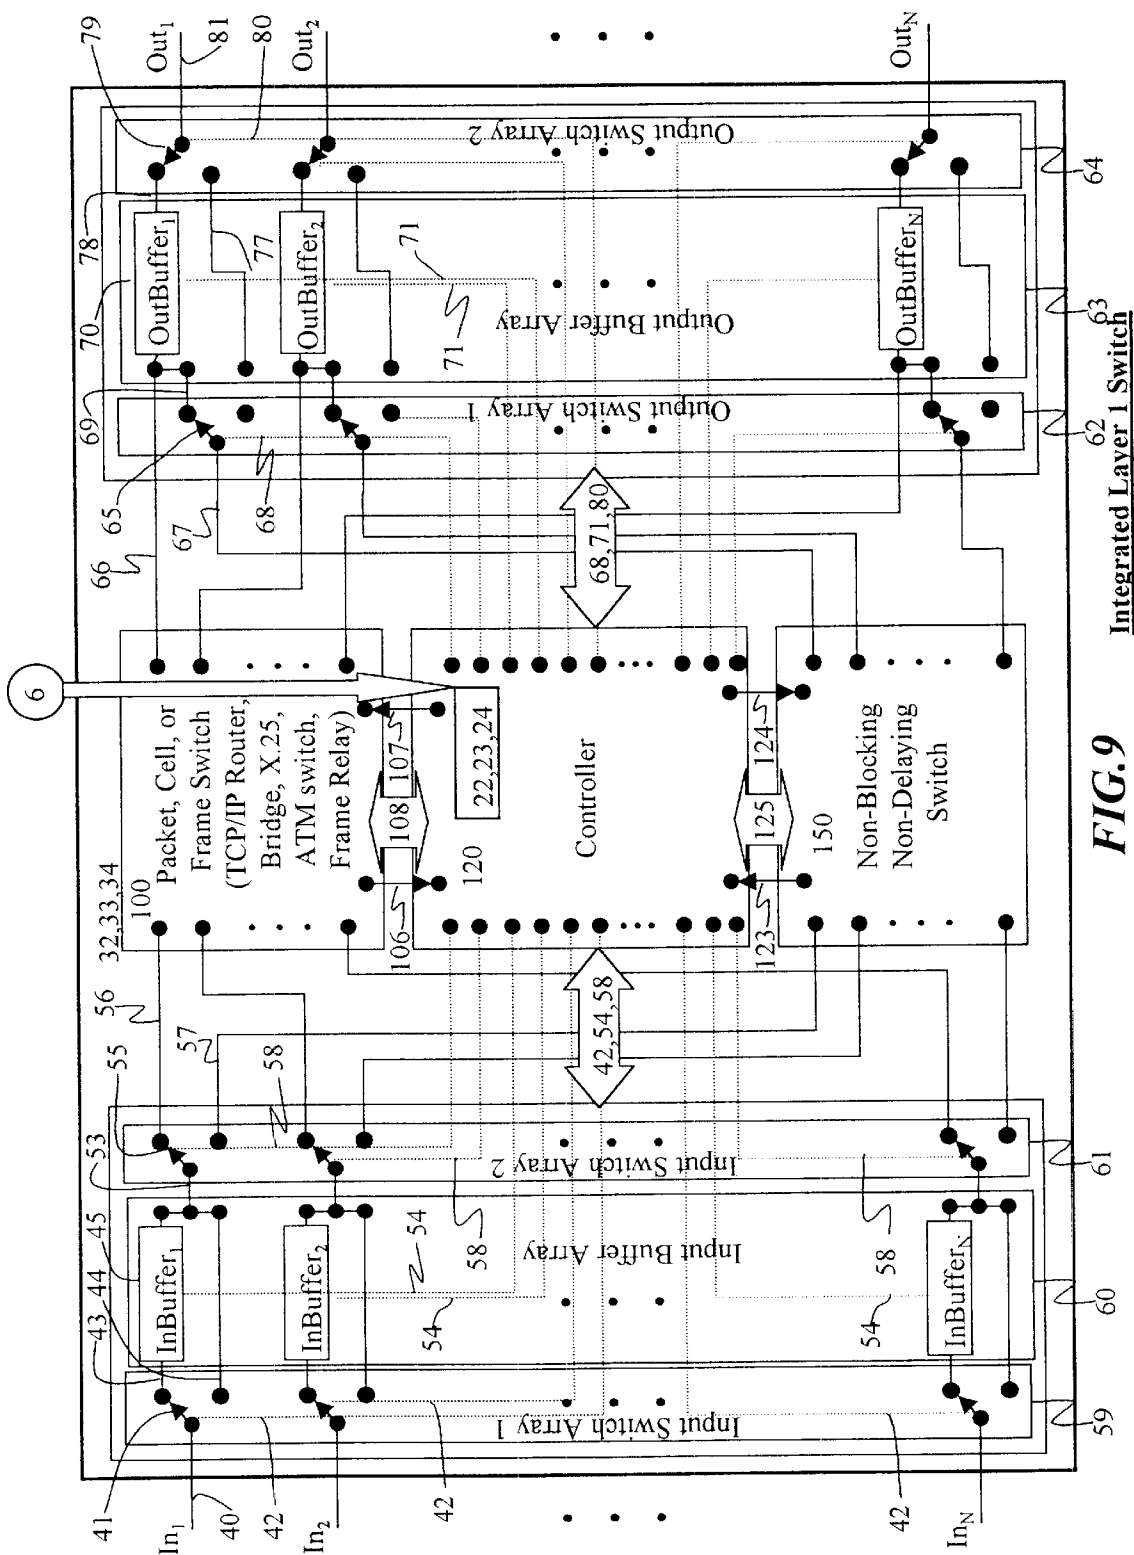 79
Out1
81
80
Out2
OutN
78
70
OutBuffer1
77
OutBuffer2
71
71
OutBufferN
Output Switch Array 2
64
Output Buffer Array
63
Output Switch Array 1
62
69
65
68
67
66
68,71,80
6
32,33,34
100
Packet, Cell, or
Frame Switch
(TCP/IP Router,
Bridge, X.25,
ATM switch,
Frame Relay)
106
108
107
120
22,23,24
Controller
123
125
124
150
Non-Blocking
Non-Delaying
Switch
42,54,58
56
57
55
58
53
Input Switch Array 2
58
58
61
45
44
43
InBuffer1
InBuffer2
InBufferN
54
54
54
Input Buffer Array
60
Input Switch Array 1
59
41
In1
40
42
In2
42
42
InN
Integrated Layer 1 Switch
FIG.9